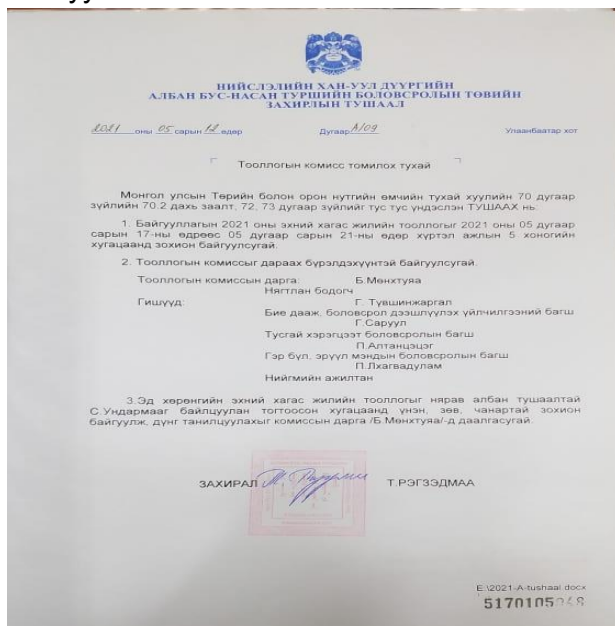 НИЙСЛЭЛИЙН ХАН-УУЛ ДҮҮРГИЙН
АЛБАН БУС-НАСАН ТУРШИЙН БОЛОВСРОЛЫН ТӨВИЙН
ЗАХИРЛЫН ТУШААЛ
2021 оны 05 сарын 12 өдөр Дугаар А/09 Улаанбаатар хот
Тооллогын комисс томилох тухай
Монгол улсын Төрийн болон орон нутгийн өмчийн тухай хуулийн 70 дугаар
зүйлийн 70.2 дахь заалт, 72, 73 дугаар зүйлийг тус тус үндэслэн ТУШААХ нь:
1. Байгууллагын 2021 оны эхний хагас жилийн тооллогыг 2021 оны 05 дугаар
сарын 17-ны өдрөөс 05 дугаар сарын 21-ны өдөр хүртэл ажлын 5 хоногийн
хугацаанд зохион байгуулсугай.
2. Тооллогын комиссыг дараах бүрэлдэхүүнтэй байгуулсугай.
Тооллогын комиссын дарга: Б.Мөнхтуяа
Нягтлан бодогч
Гишүүд: Г. Түвшинжаргал
Бие дааж, боловсрол дээшлүүлэх үйлчилгээний багш
Г.Саруул
Тусгай хэрэгцээт боловсролын багш
П.Алтанцэцэг
Гэр бүл, эрүүл мэндын боловсролын багш
П.Лхагвадулам
Нийгмийн ажилтан
3.Эд хөрөнгийн эхний хагас жилийн тооллогыг нярав албан тушаалтай
С.Ундармааг байлцуулан тогтоосон хугацаанд үнэн, зөв, чанартай зохион
байгуулж, дүнг танилцуулахыг комиссын дарга /Б.Мөнхтуяа/-д даалгасугай.
ЗАХИРАЛ Т.РЭГЗЭДМАА
E:\2021-A-tushaal.docx